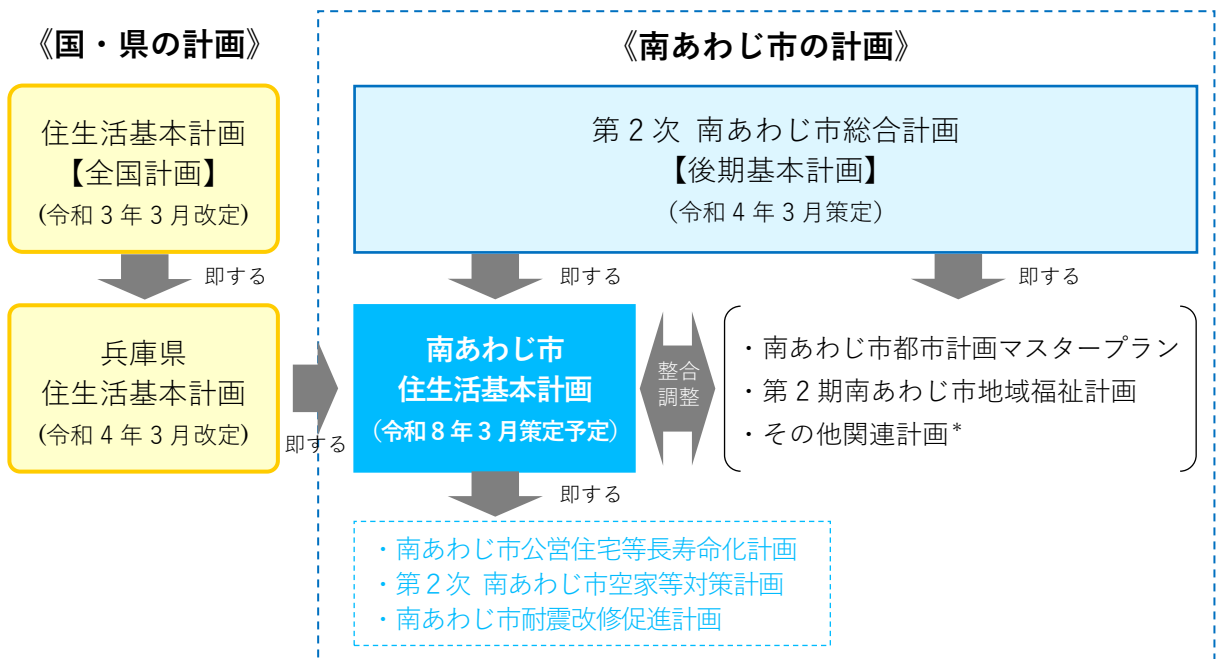 《国・県の計画》
住生活基本計画
【全国計画】
(令和3年3月改定)
即する
兵庫県
住生活基本計画
(令和4年3月改定)
即する
《南あわじ市の計画》
第2次 南あわじ市総合計画
【後期基本計画】
(令和4年3月策定)
即する
即する
南あわじ市
住生活基本計画
(令和8年3月策定予定)
整合
調整
・南あわじ市都市計画マスタープラン
・第2期南あわじ市地域福祉計画
・その他関連計画*
即する
・南あわじ市公営住宅等長寿命化計画
・第2次 南あわじ市空家等対策計画
・南あわじ市耐震改修促進計画